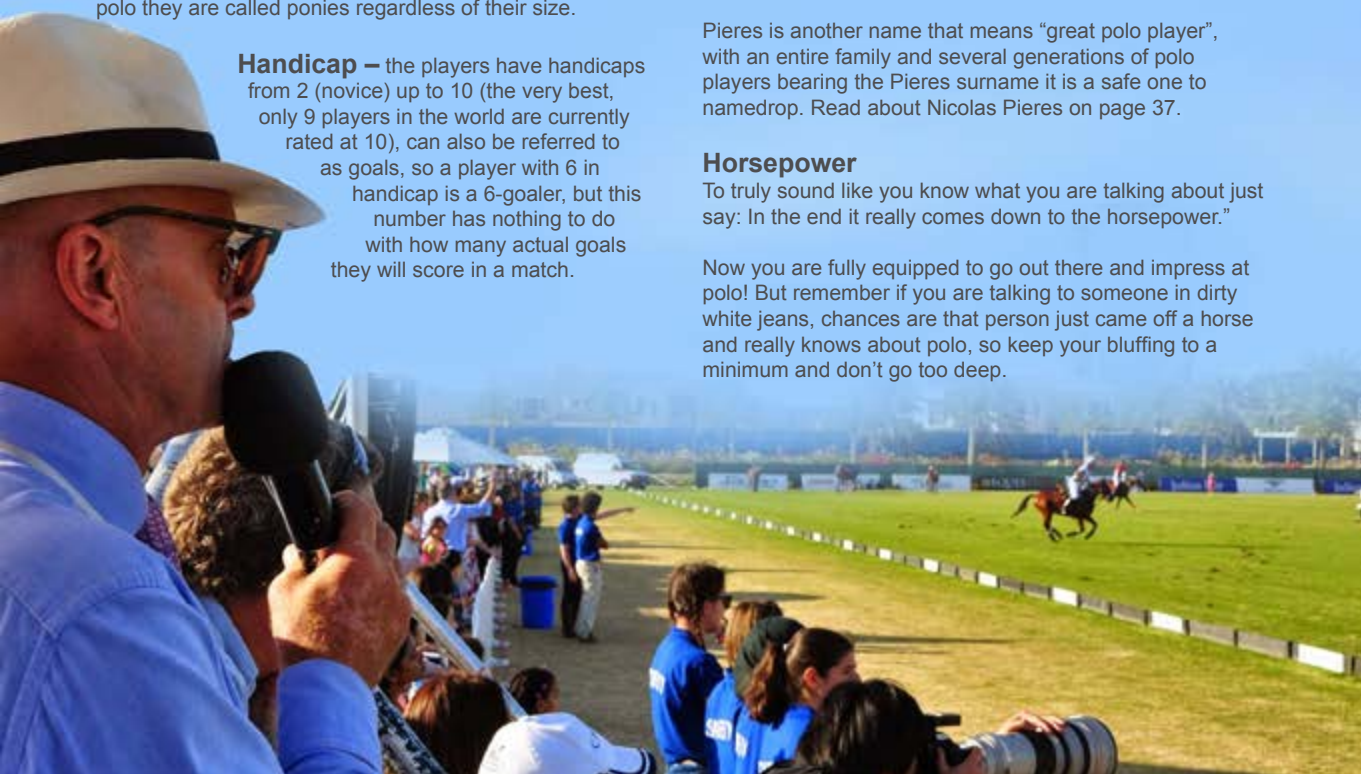 polo they are called ponies regardless of their size.
Handicap – the players have handicaps
from 2 (novice) up to 10 (the very best,
only 9 players in the world are currently
rated at 10), can also be referred to
as goals, so a player with 6 in
handicap is a 6-goaler, but this
number has nothing to do
with how many actual goals
they will score in a match.
Pieres is another name that means “great polo player”,
with an entire family and several generations of polo
players bearing the Pieres surname it is a safe one to
namedrop. Read about Nicolas Pieres on page 37.
Horsepower
To truly sound like you know what you are talking about just
say: In the end it really comes down to the horsepower.”
Now you are fully equipped to go out there and impress at
polo! But remember if you are talking to someone in dirty
white jeans, chances are that person just came off a horse
and really knows about polo, so keep your bluffing to a
minimum and don’t go too deep.